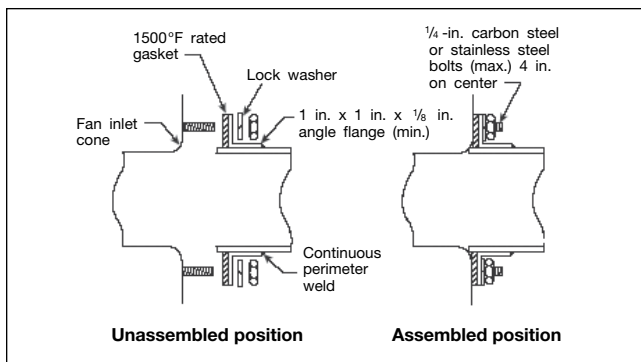 1500°F rated
gasket
Lock washer
Fan inlet
cone
1 in. x 1 in. x 1⁄8 in.
angle flange (min.)
Continuous
perimeter
weld
Unassembled position
1⁄4 -in. carbon steel
or stainless steel
bolts (max.) 4 in.
on center
Assembled position